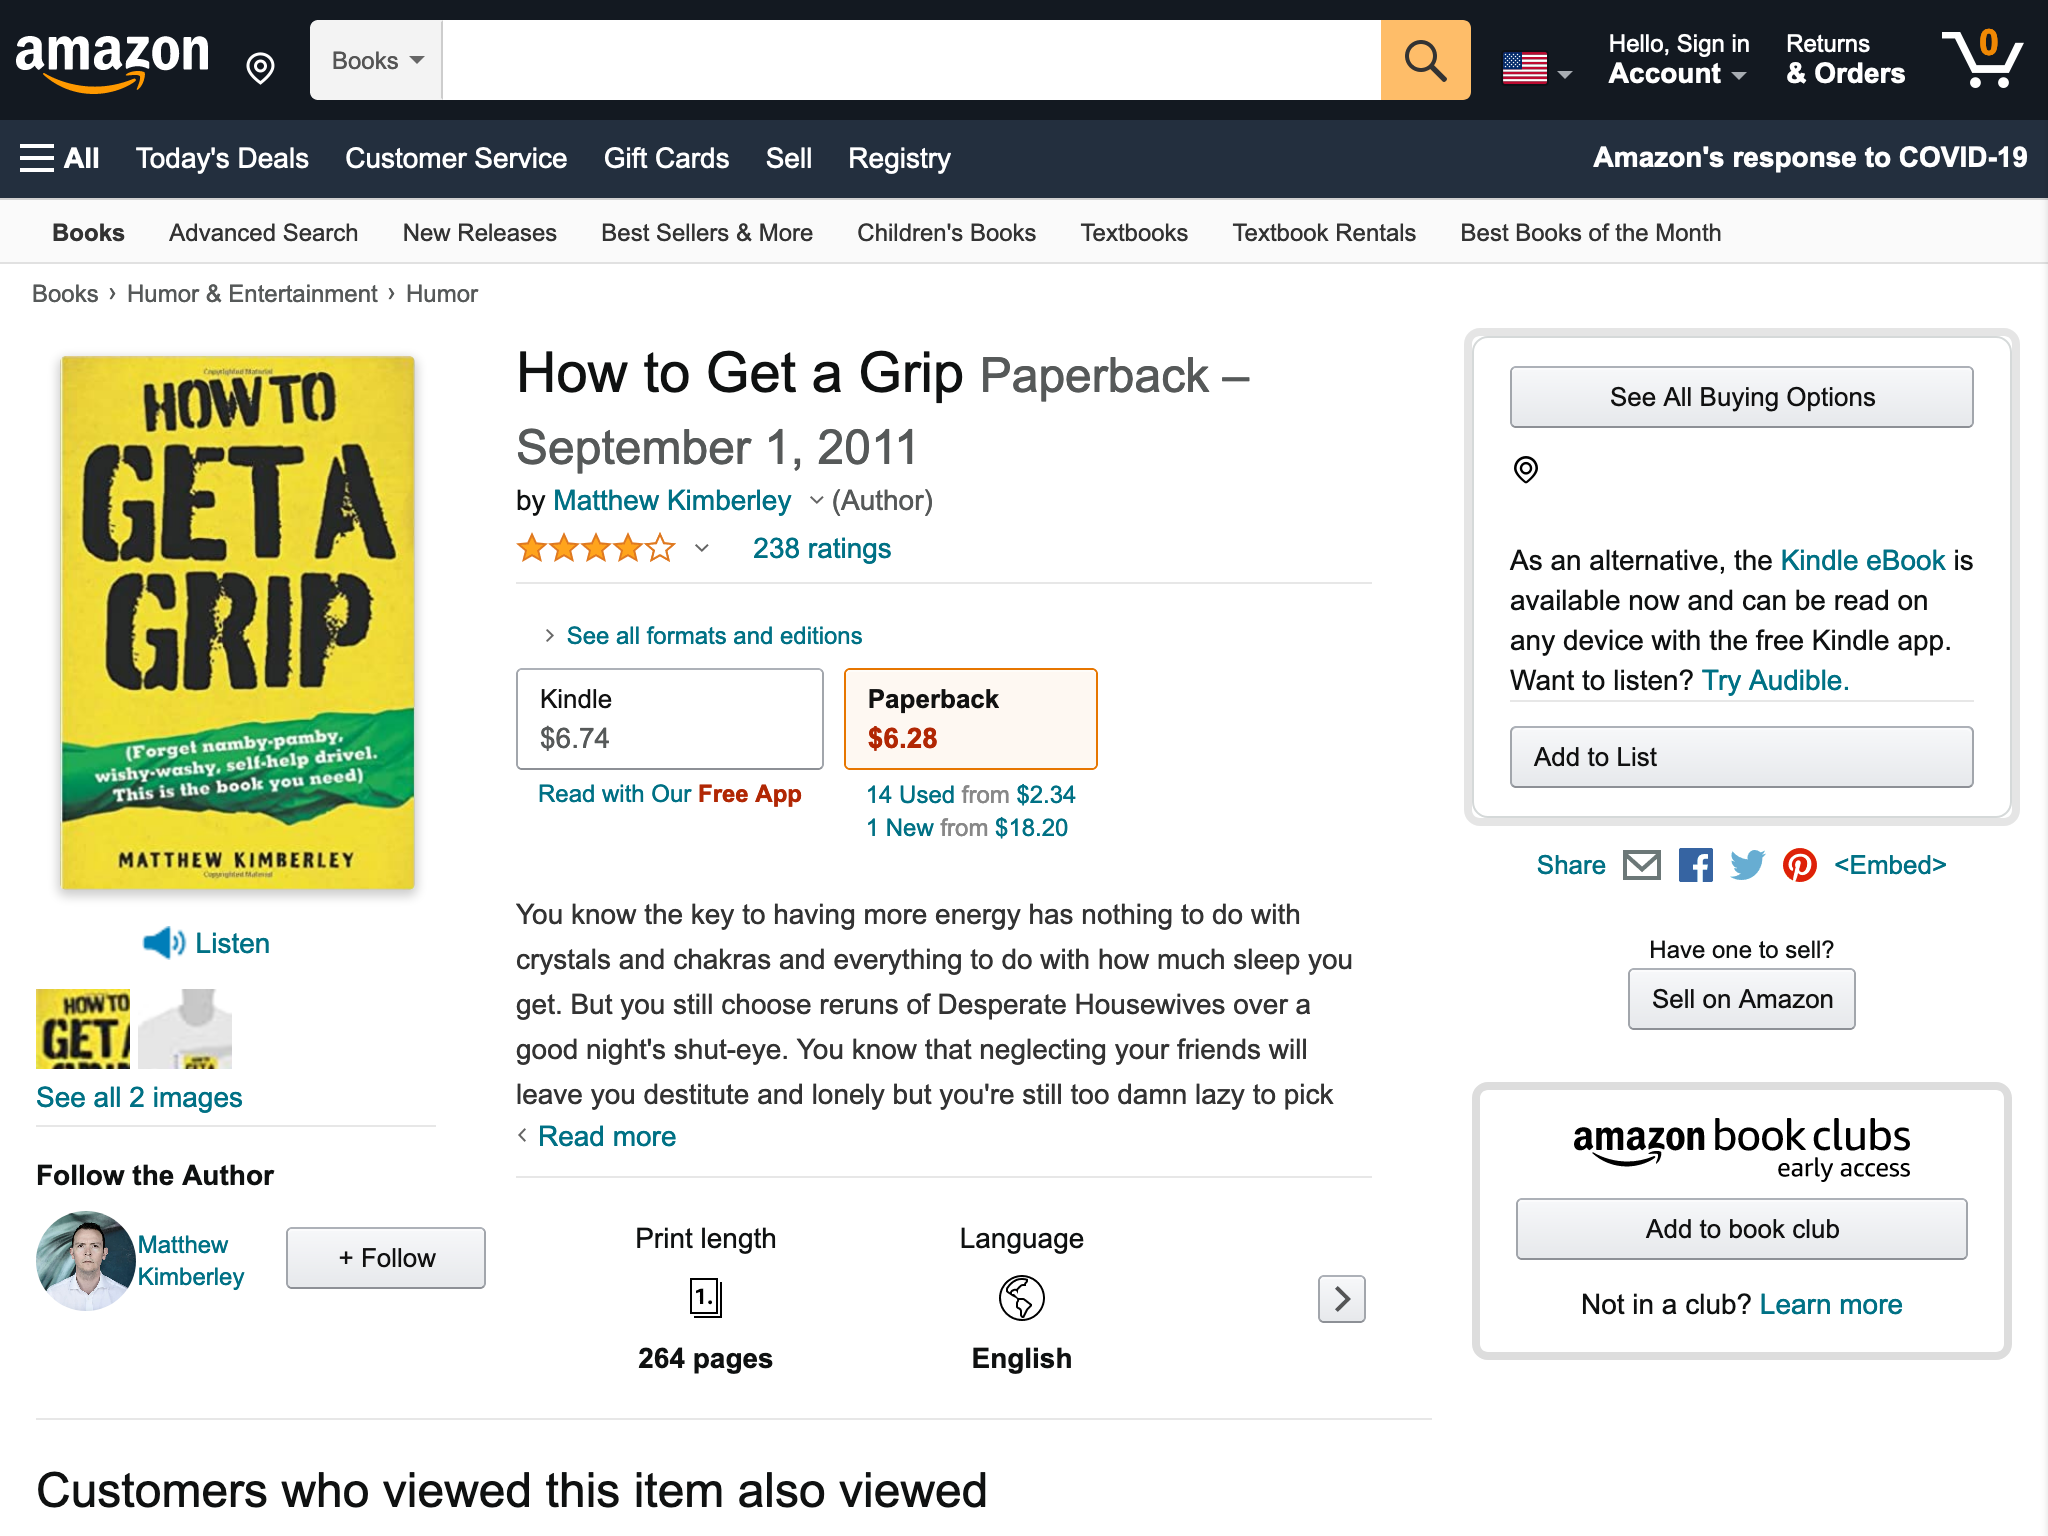 amazon
Books
Hello, Sign in
Account
Returns
& Orders
0
All
Today's Deals
Customer Service
Gift Cards
Sell
Registry
Amazon's response to COVID-19
Books
Advanced Search
New Releases
Best Sellers & More
Children's Books
Textbooks
Textbook Rentals
Best Books of the Month
Books › Humor & Entertainment › Humor
Copyrighted Material
HOW TO
GET A
GRIP
(Forget namby-pamby,
wishy-washy, self-help drivel.
This is the book you need)
MATTHEW KIMBERLEY
Copyrighted Material
Listen
HOW TO
GET A
See all 2 images
Follow the Author
Matthew
Kimberley
+ Follow
How to Get a Grip Paperback –
September 1, 2011
by Matthew Kimberley (Author)
238 ratings
See all formats and editions
Kindle
$6.74
Read with Our Free App
Paperback
$6.28
14 Used from $2.34
1 New from $18.20
You know the key to having more energy has nothing to do with
crystals and chakras and everything to do with how much sleep you
get. But you still choose reruns of Desperate Housewives over a
good night's shut-eye. You know that neglecting your friends will
leave you destitute and lonely but you're still too damn lazy to pick
Read more
Print length
1.
264 pages
Language
English
See All Buying Options
As an alternative, the Kindle eBook is
available now and can be read on
any device with the free Kindle app.
Want to listen? Try Audible.
Add to List
Share
<Embed>
Have one to sell?
Sell on Amazon
amazon book clubs
early access
Add to book club
Not in a club? Learn more
Customers who viewed this item also viewed